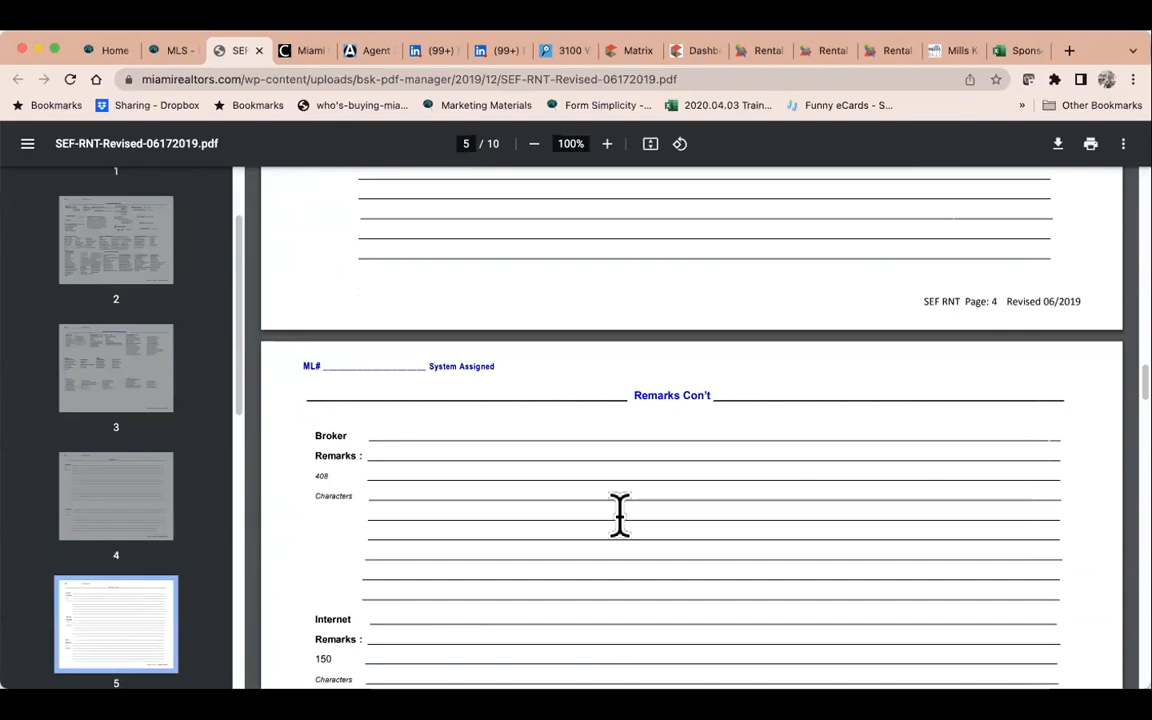 Home
MLS -
SEF
Miami
Agent
(99+)
(99+)
3100 V
Matrix
Dashb
Rental
Rental
Rental
Mills K
Spons
miamirealtors.com/wp-content/uploads/bsk-pdf-manager/2019/12/SEF-RNT-Revised-06172019.pdf
Bookmarks
Sharing - Dropbox
Bookmarks
who's-buying-mia...
Marketing Materials
Form Simplicity -...
2020.04.03 Train...
Funny eCards - S...
»
Other Bookmarks
SEF-RNT-Revised-06172019.pdf
5 / 10
100%
1
2
3
4
5
SEF RNT Page: 4 Revised 06/2019
ML# ____________________ System Assigned
Remarks Con't
Broker
Remarks :
408
Characters
Internet
Remarks :
150
Characters